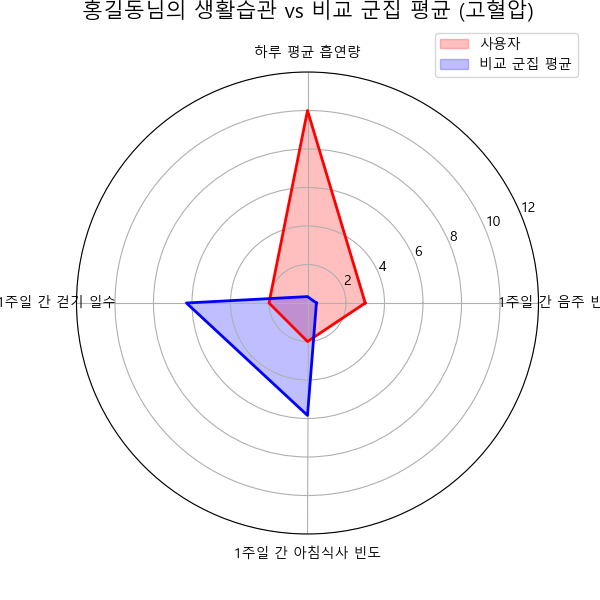 홍길동님의 생활습관 vs 비교 군집 평균 (고혈압)
사용자
비교 군집 평균
하루 평균 흡연량
12
10
8
6
4
2
1주일 간 걷기 일수
1주일 간 음주 빈
1주일 간 아침식사 빈도